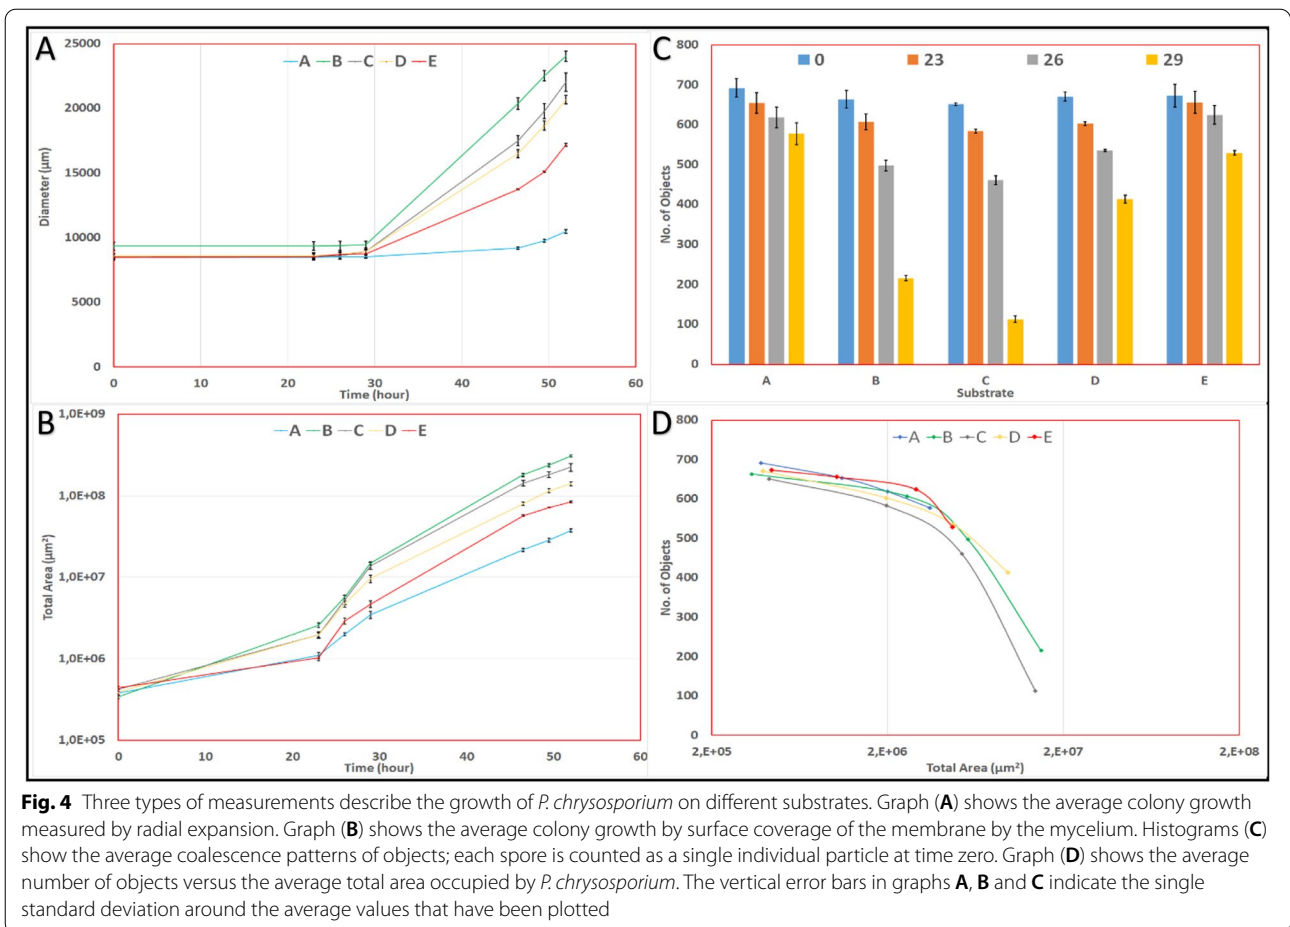 A
25000
20000
15000
10000
5000
0
Diameter (µm)
A B C D E
0 10 20 30 40 50 60
Time (hour)
C
800
700
600
500
400
300
200
100
0
No. of Objects
0 23 26 29
A B C D E
Substrate
B
1,0E+09
1,0E+08
1,0E+07
1,0E+06
1,0E+05
Total Area (µm²)
A B C D E
0 10 20 30 40 50 60
Time (hour)
D
800
700
600
500
400
300
200
100
0
No. of Objects
A B C D E
2,E+05 2,E+06 2,E+07 2,E+08
Total Area (µm²)
Fig. 4 Three types of measurements describe the growth of P. chrysosporium on different substrates. Graph (A) shows the average colony growth
measured by radial expansion. Graph (B) shows the average colony growth by surface coverage of the membrane by the mycelium. Histograms (C)
show the average coalescence patterns of objects; each spore is counted as a single individual particle at time zero. Graph (D) shows the average
number of objects versus the average total area occupied by P. chrysosporium. The vertical error bars in graphs A, B and C indicate the single
standard deviation around the average values that have been plotted